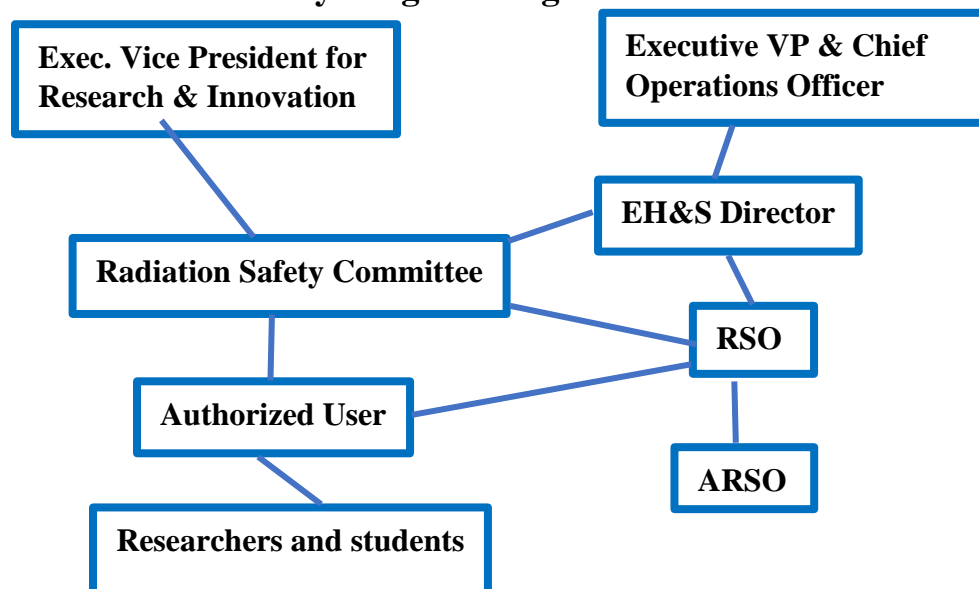 Exec. Vice President for
Research & Innovation
Executive VP & Chief
Operations Officer
EH&S Director
Radiation Safety Committee
RSO
Authorized User
ARSO
Researchers and students